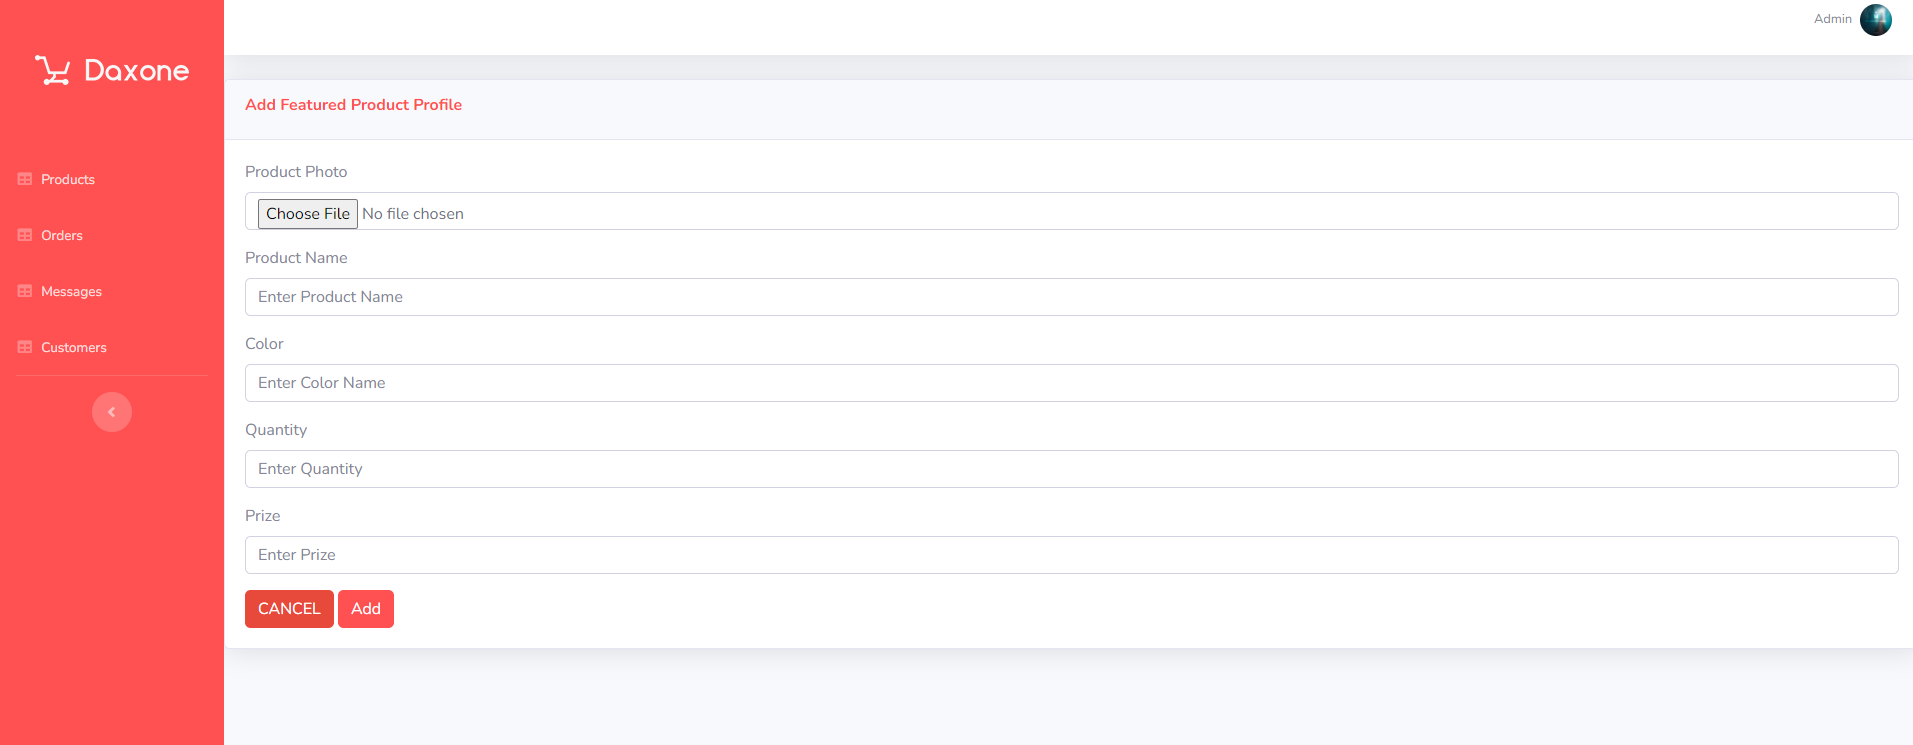 Daxone
Products
Orders
Messages
Customers
Admin
Add Featured Product Profile
Product Photo
Choose File No file chosen
Product Name
Enter Product Name
Color
Enter Color Name
Quantity
Enter Quantity
Prize
Enter Prize
CANCEL Add